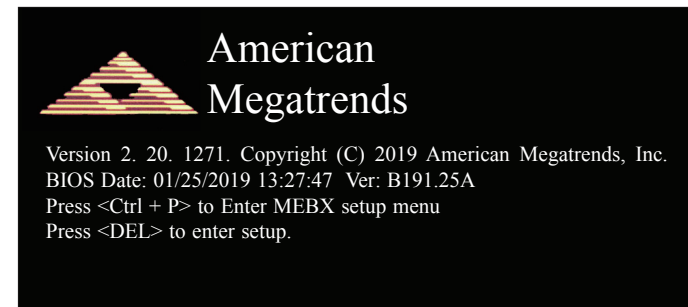 American
Megatrends
Version 2. 20. 1271. Copyright (C) 2019 American Megatrends, Inc.
BIOS Date: 01/25/2019 13:27:47 Ver: B191.25A
Press <Ctrl + P> to Enter MEBX setup menu
Press <DEL> to enter setup.